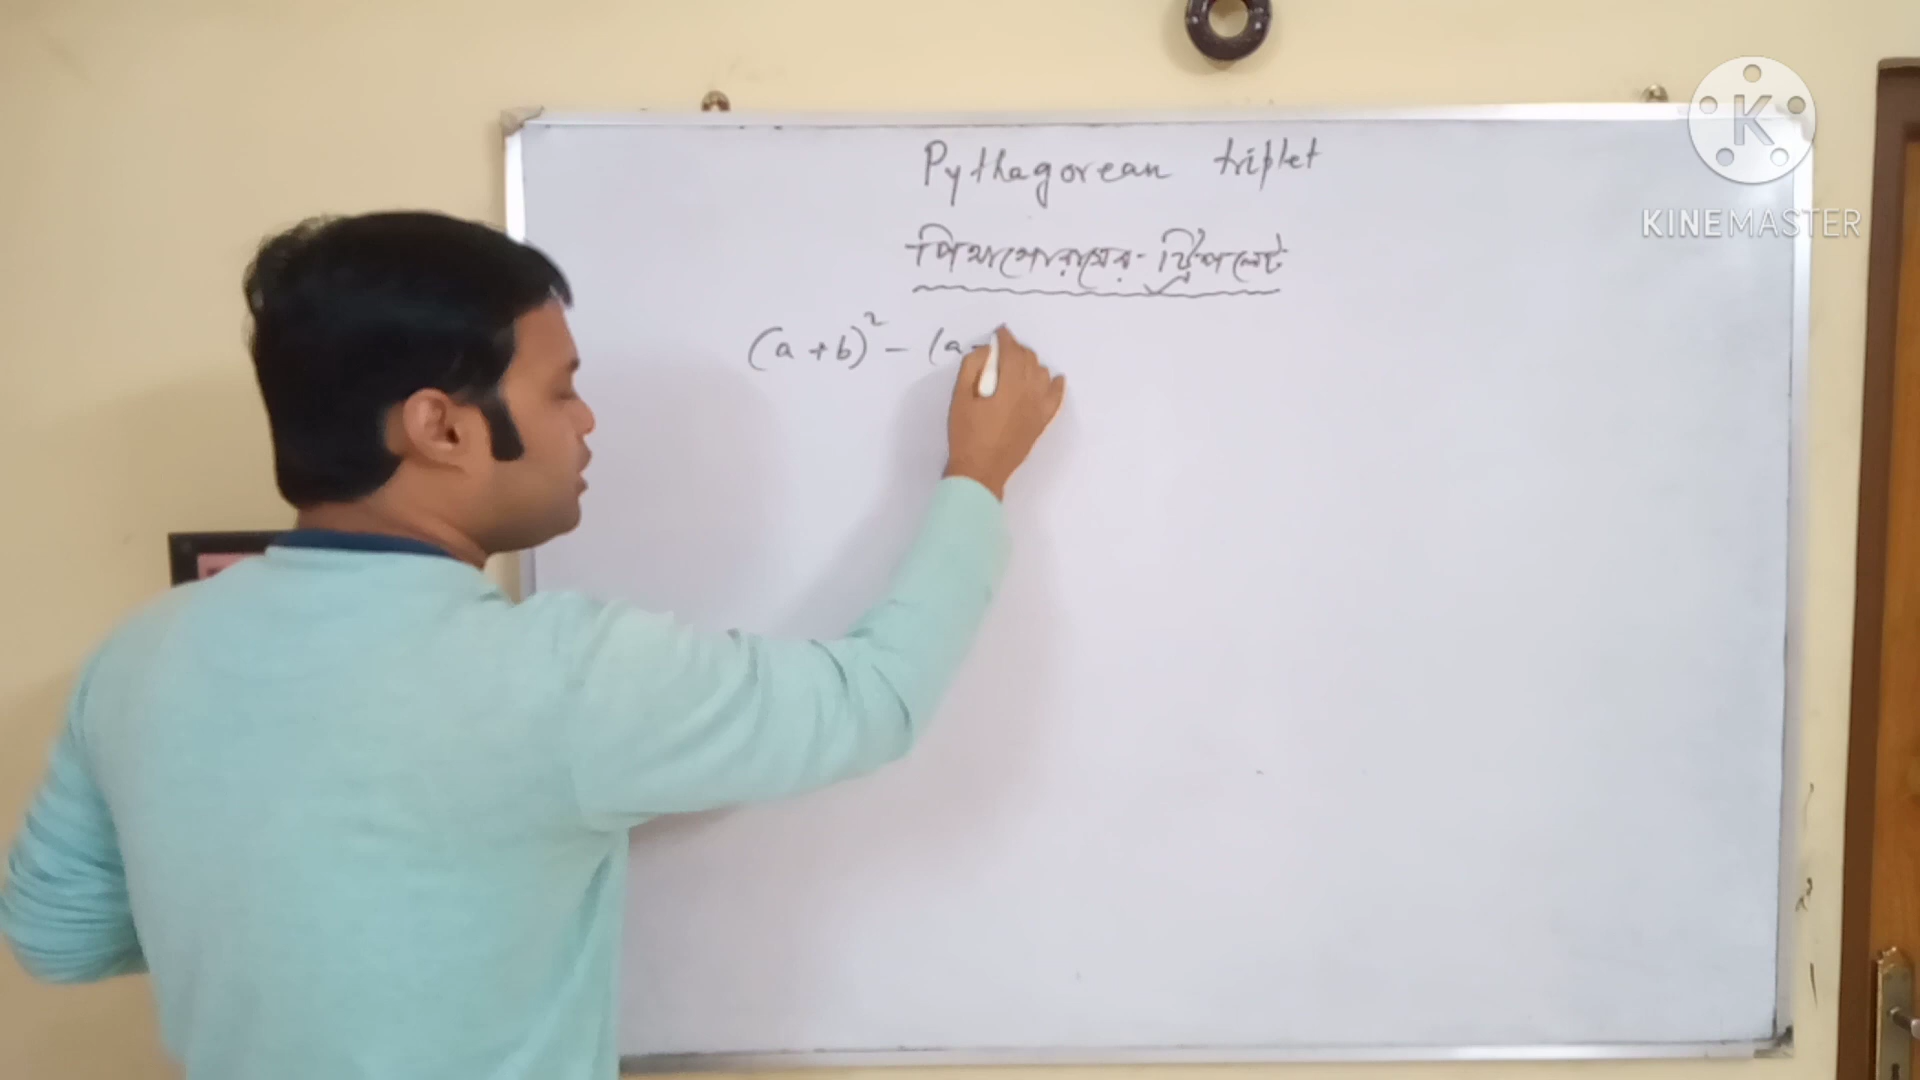 Pythagorean triplet
পিথাগোরাসের ট্রিপলেট
(a + b)² - (a -
K
KINEMASTER